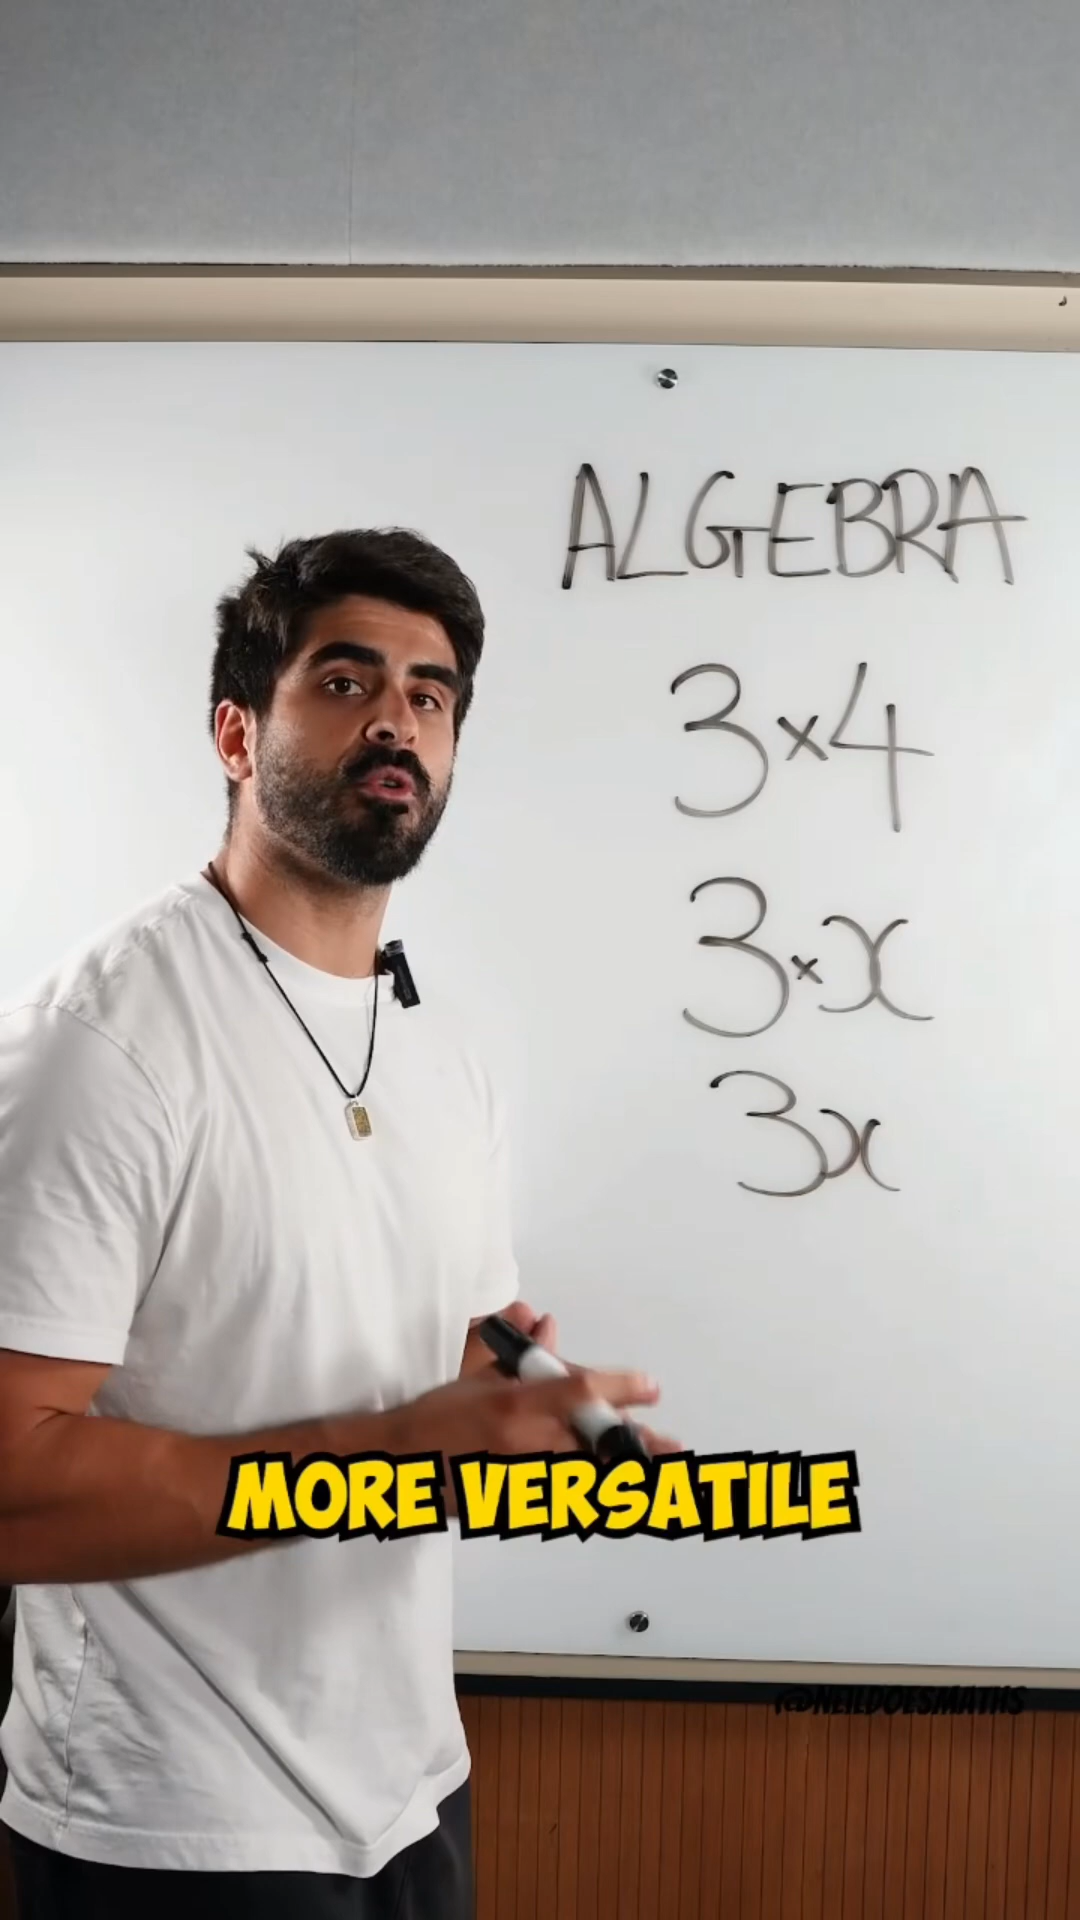 ALGEBRA
3×4
3×x
3x
MORE VERSATILE
@NEILDOESMATHS